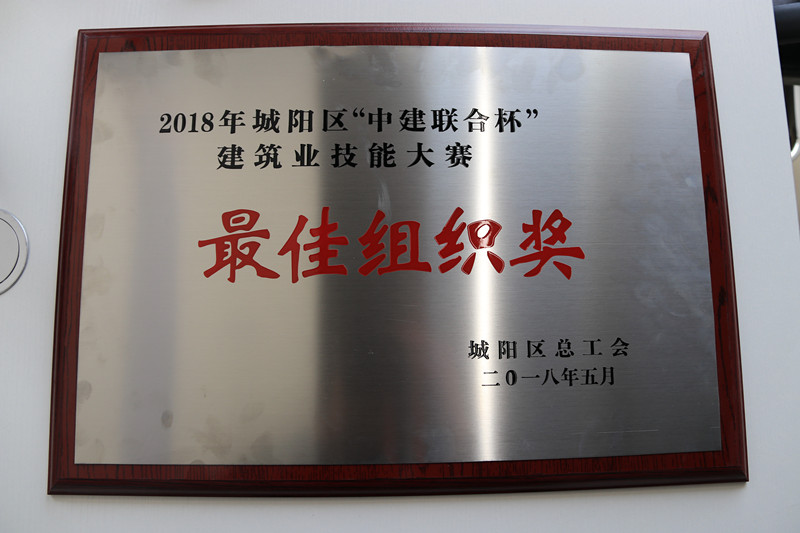 2018年城阳区“中建联合杯”
建筑业技能大赛
最佳组织奖
城阳区总工会
二0一八年五月